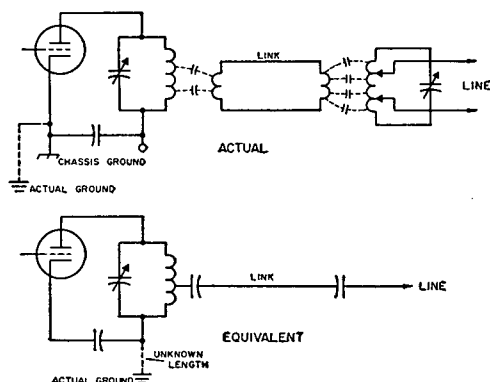 LINK
LINE
CHASSIS GROUND
ACTUAL
ACTUAL GROUND
LINK
LINE
EQUIVALENT
UNKNOWN
LENGTH
ACTUAL GROUND